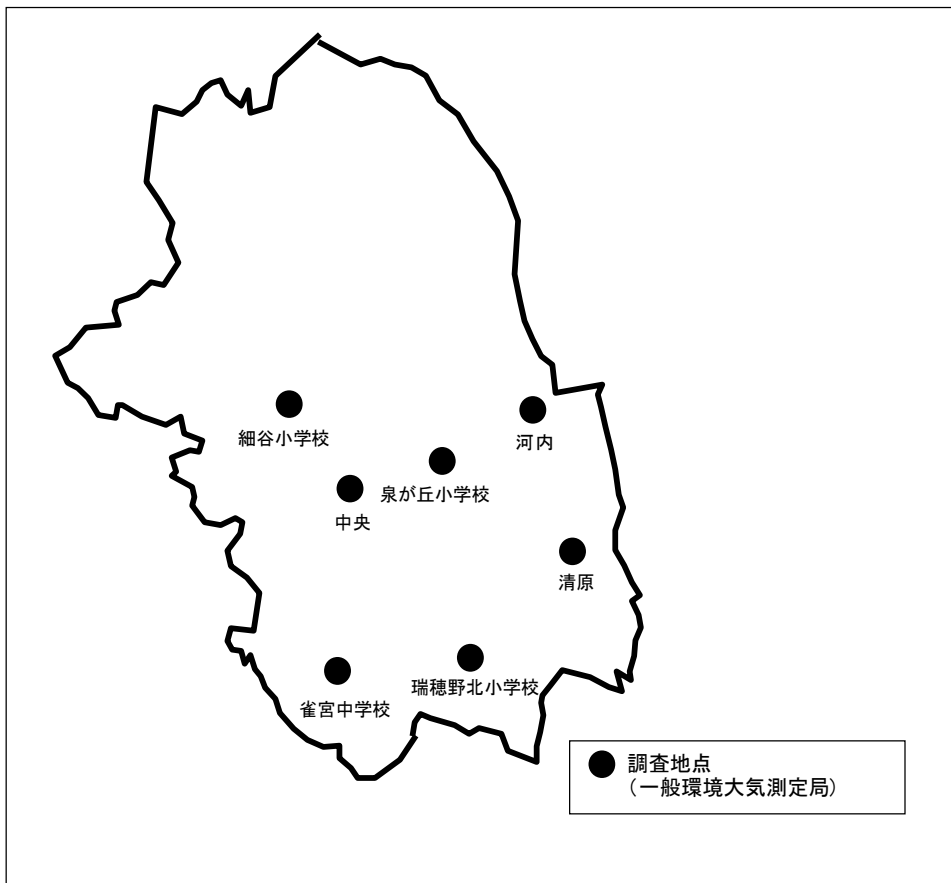 細谷小学校
河内
泉が丘小学校
中央
清原
瑞穂野北小学校
雀宮中学校
調査地点
（一般環境大気測定局）